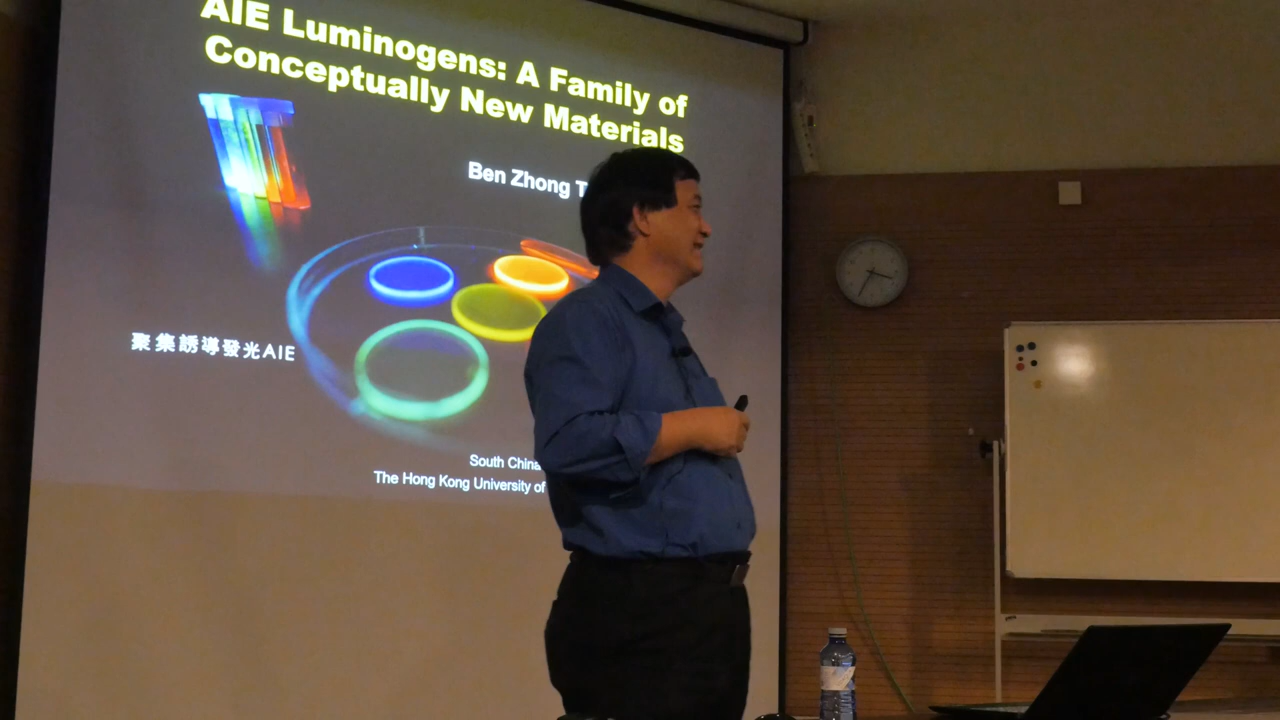 AIE Luminogens: A Family of
Conceptually New Materials
Ben Zhong T
聚集誘導發光AIE
South China
The Hong Kong University of